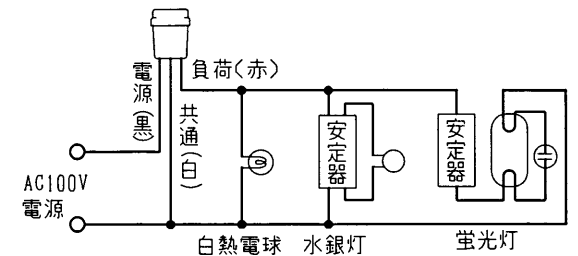 負荷(赤)
電源(黒)
共通(白)
安定器
安定器
AC100V
電源
白熱電球
水銀灯
蛍光灯